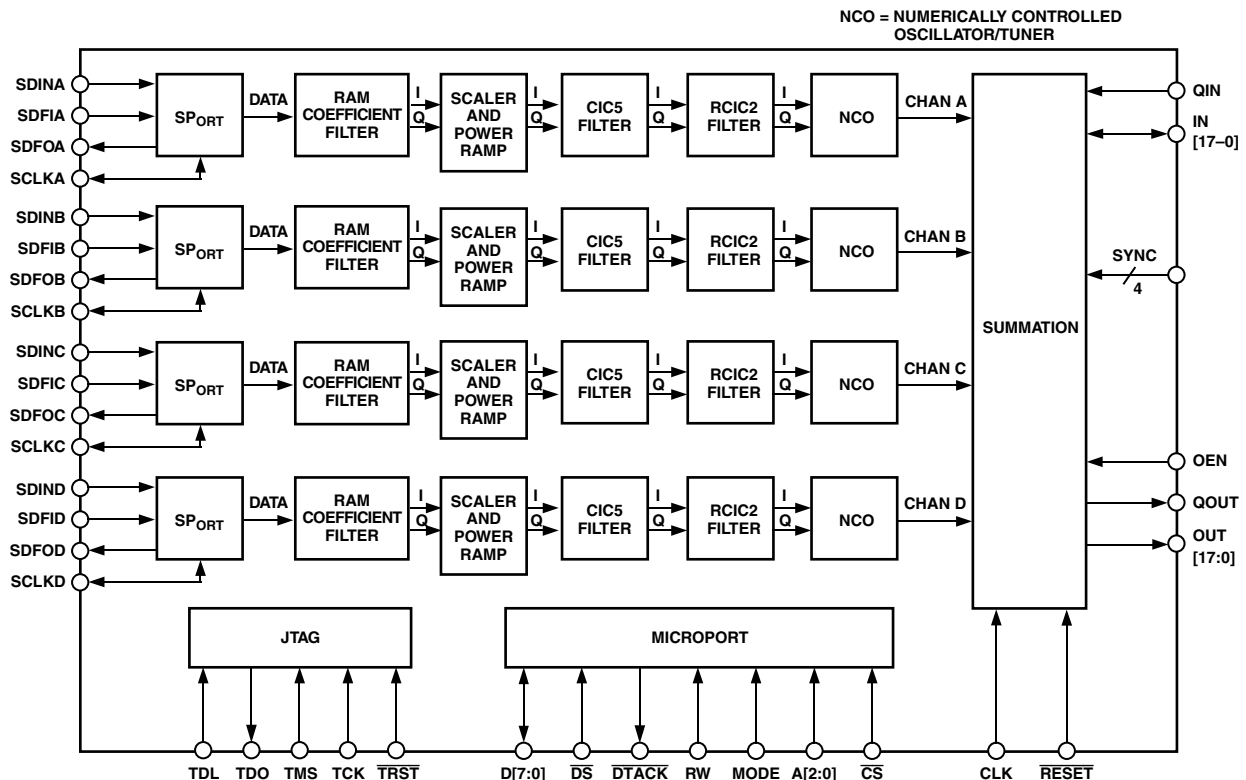 NCO = NUMERICALLY CONTROLLED
OSCILLATOR/TUNER
SDINA
SDFIA
SDFOA
SCLKA
SPORT
DATA
RAM
COEFFICIENT
FILTER
I
Q
SCALER
AND
POWER
RAMP
I
Q
CIC5
FILTER
I
Q
RCIC2
FILTER
I
Q
NCO
CHAN A
SDINB
SDFIB
SDFOB
SCLKB
SPORT
DATA
RAM
COEFFICIENT
FILTER
I
Q
SCALER
AND
POWER
RAMP
I
Q
CIC5
FILTER
I
Q
RCIC2
FILTER
I
Q
NCO
CHAN B
SDINC
SDFIC
SDFOC
SCLKC
SPORT
DATA
RAM
COEFFICIENT
FILTER
I
Q
SCALER
AND
POWER
RAMP
I
Q
CIC5
FILTER
I
Q
RCIC2
FILTER
I
Q
NCO
CHAN C
SDIND
SDFID
SDFOD
SCLKD
SPORT
DATA
RAM
COEFFICIENT
FILTER
I
Q
SCALER
AND
POWER
RAMP
I
Q
CIC5
FILTER
I
Q
RCIC2
FILTER
I
Q
NCO
CHAN D
SUMMATION
QIN
IN
[17–0]
SYNC
4
OEN
QOUT
OUT
[17:0]
JTAG
MICROPORT
TDL TDO TMS TCK TRST D[7:0] DS DTACK RW MODE A[2:0] CS CLK RESET